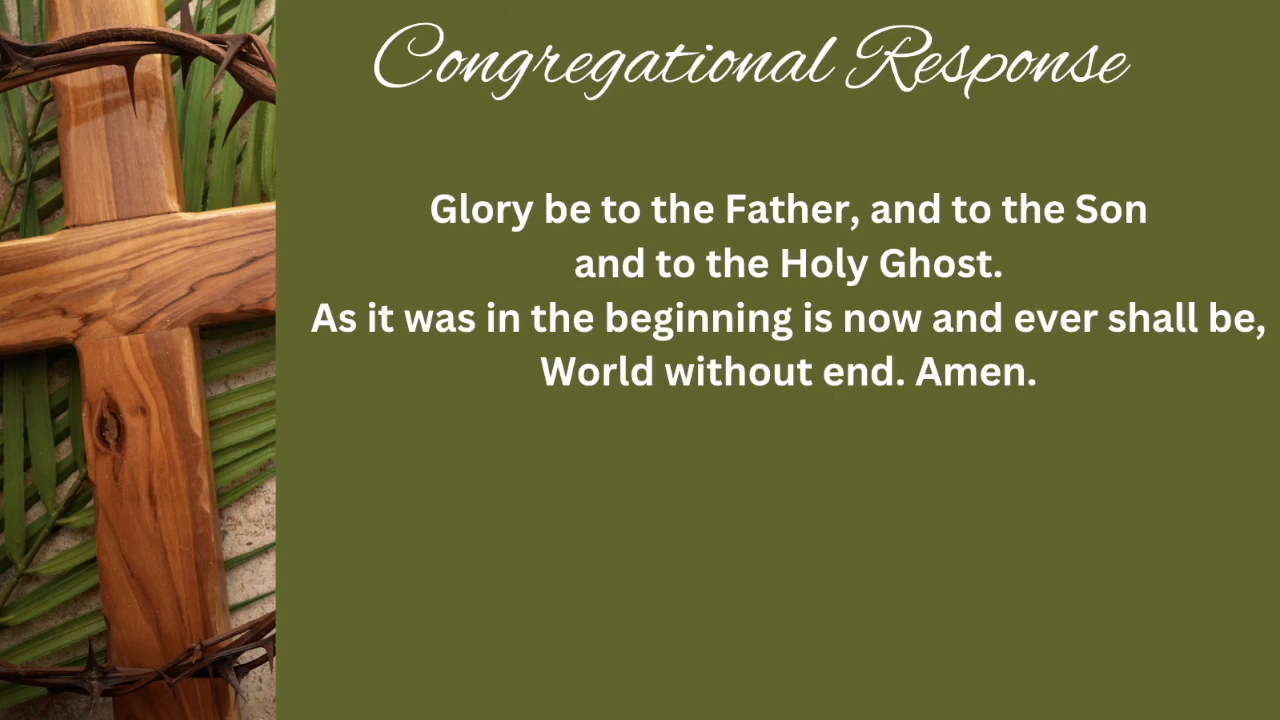 Congregational Response
Glory be to the Father, and to the Son
and to the Holy Ghost.
As it was in the beginning is now and ever shall be,
World without end. Amen.